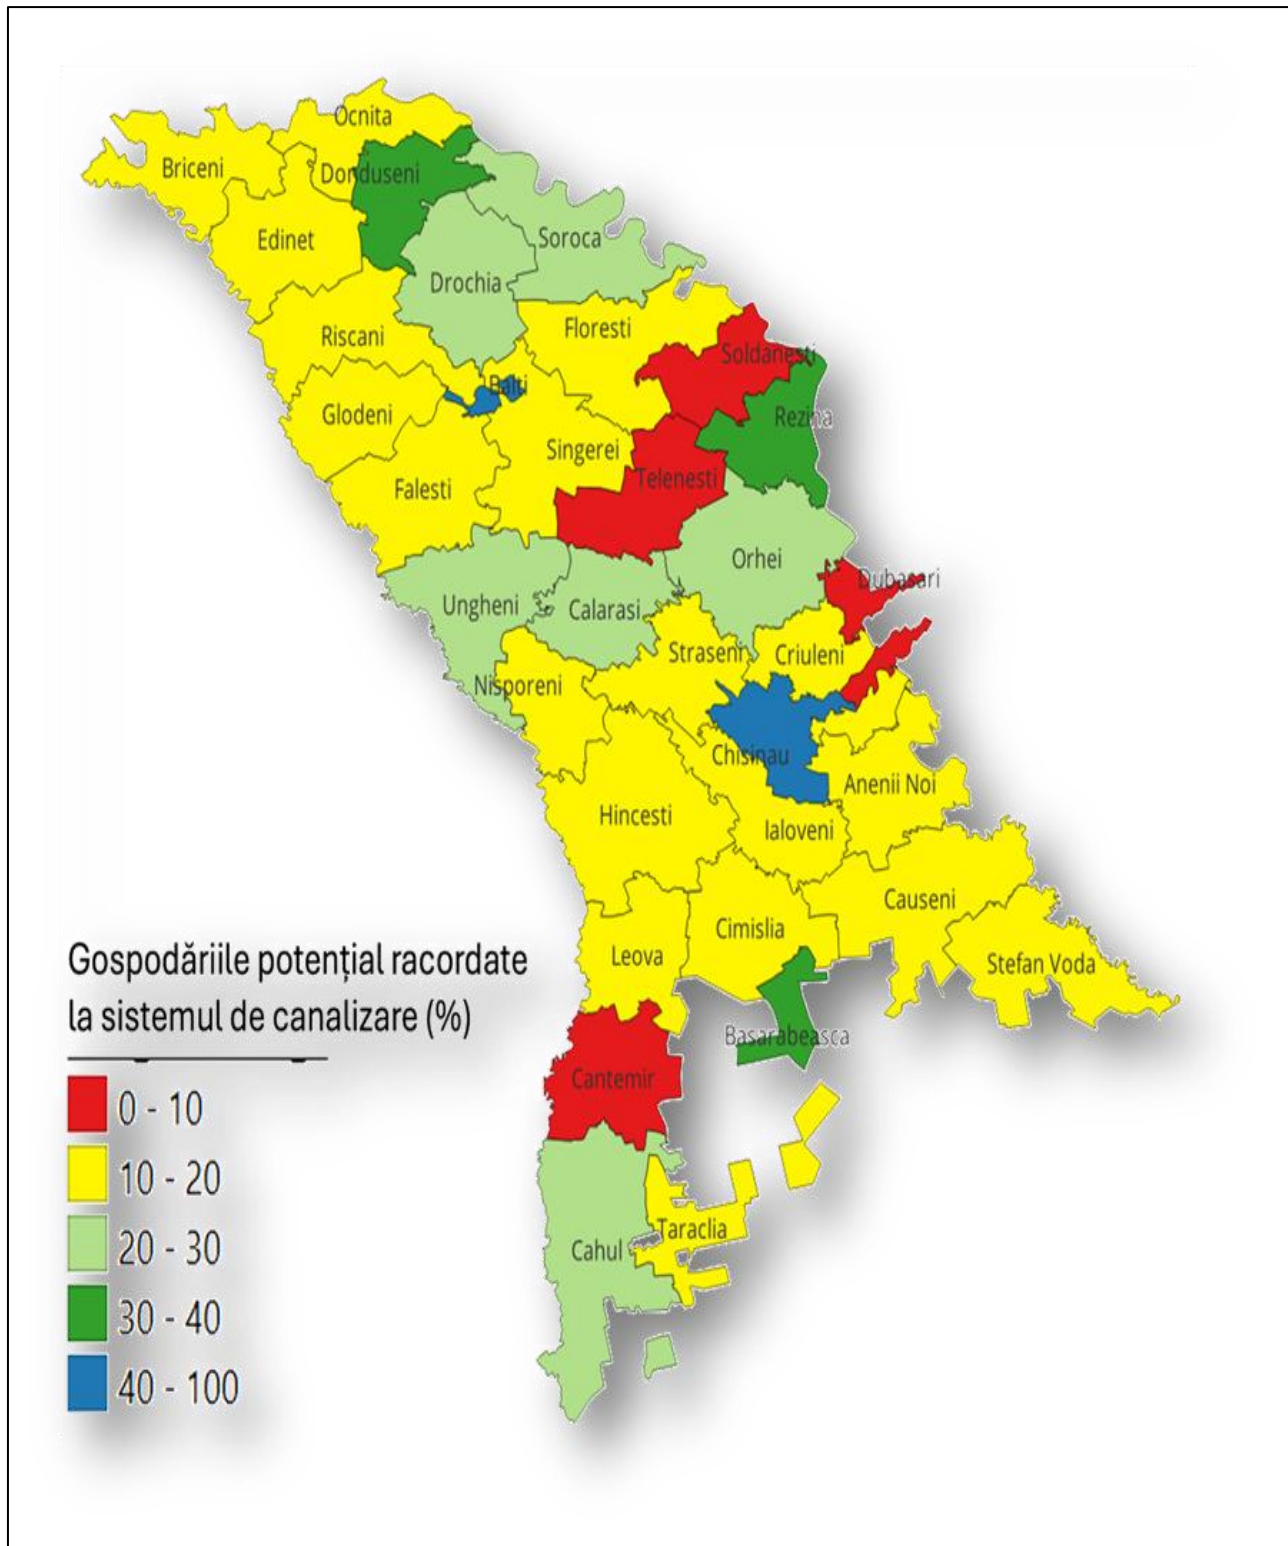 Ocnita
Briceni
Donduseni
Edinet
Soroca
Drochia
Floresti
Riscani
Soldanesti
Balti
Glodeni
Rezina
Singerei
Telenesti
Falesti
Orhei
Dubasari
Ungheni
Calarasi
Straseni
Criuleni
Nisporeni
Chisinau
Anenii Noi
Hincesti
Ialoveni
Causeni
Cimislia
Leova
Stefan Voda
Basarabeasca
Cantemir
Taraclia
Cahul
Gospodăriile potențial racordate
la sistemul de canalizare (%)
0 - 10
10 - 20
20 - 30
30 - 40
40 - 100